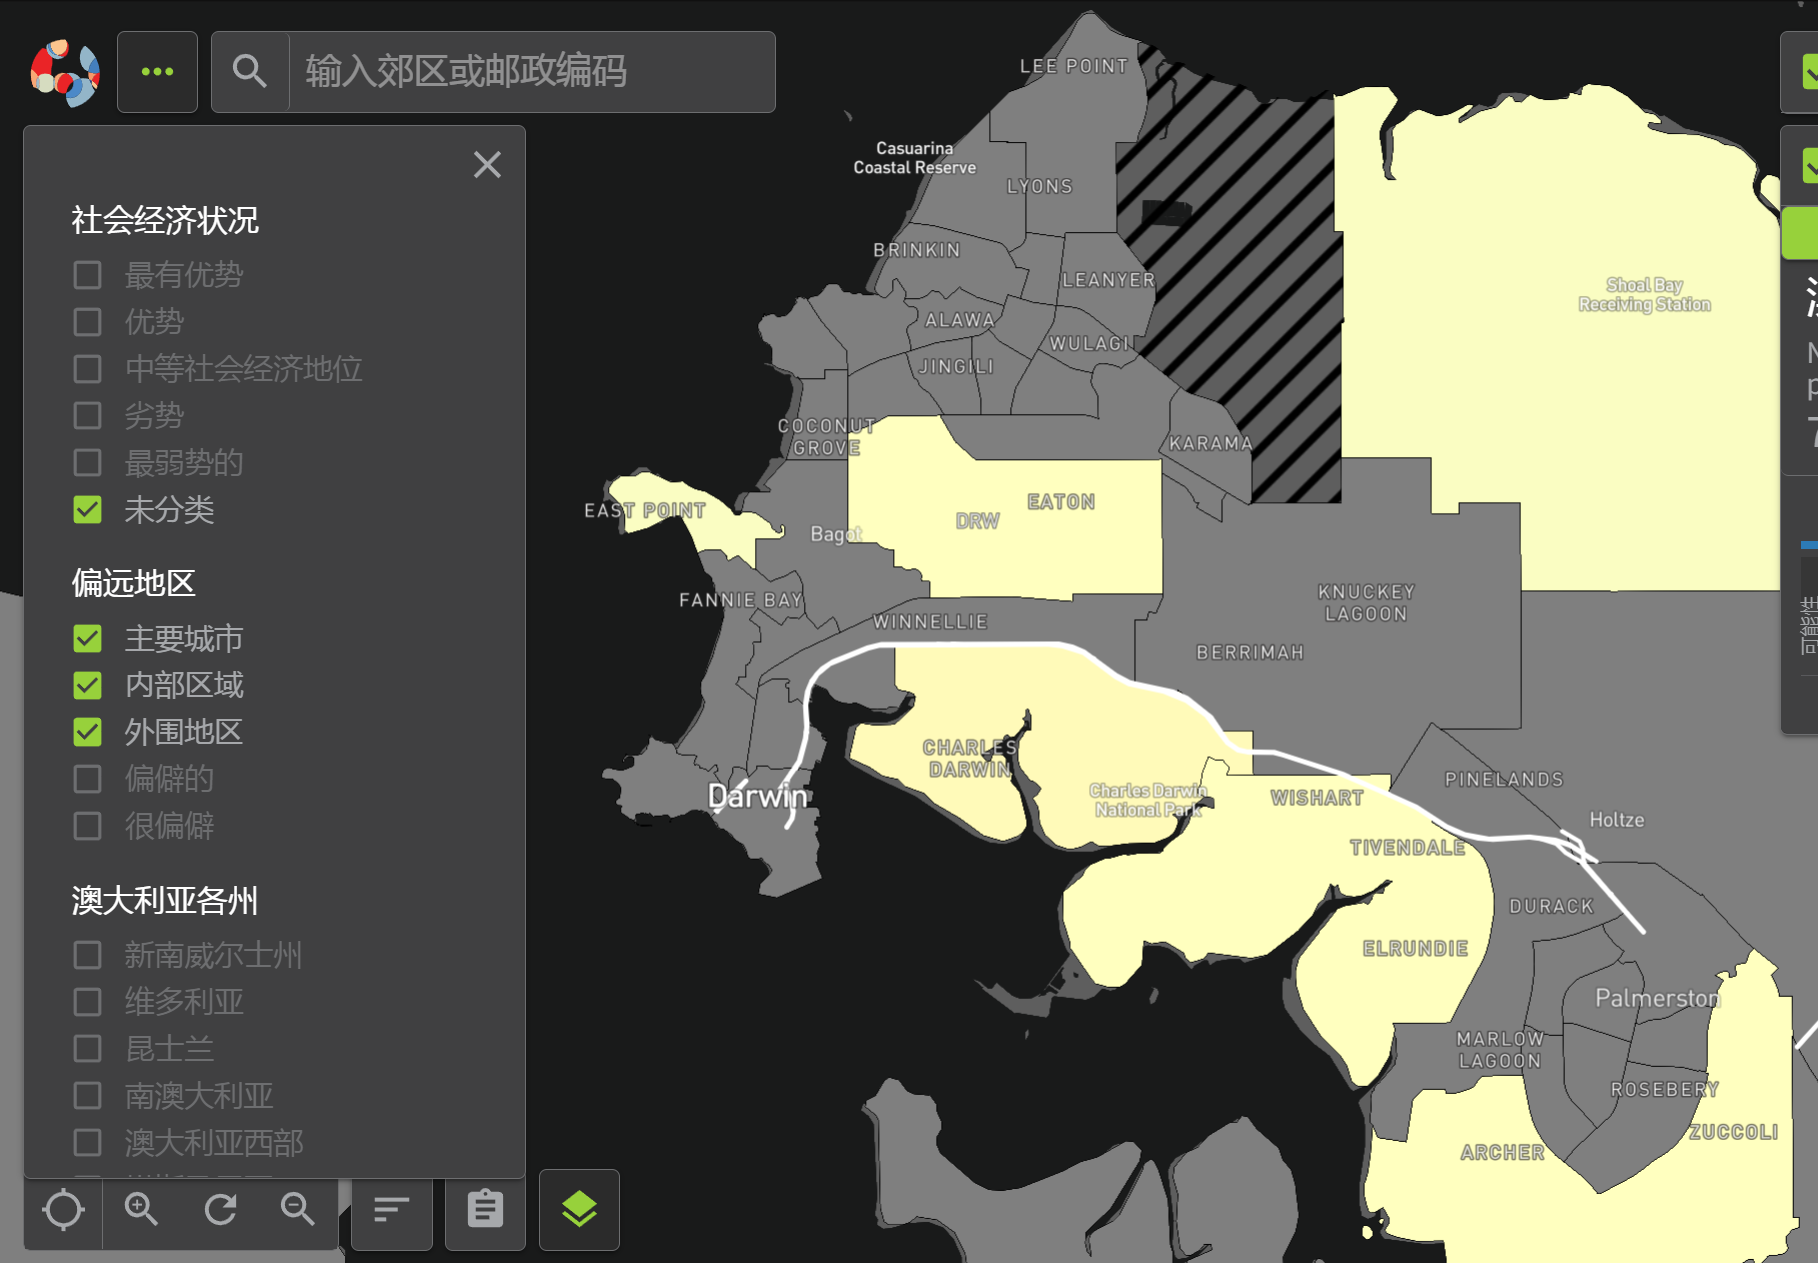 输入郊区或邮政编码
社会经济状况
最有优势
优势
中等社会经济地位
劣势
最弱势的
未分类
偏远地区
主要城市
内部区域
外围地区
偏僻的
很偏僻
澳大利亚各州
新南威尔士州
维多利亚
昆士兰
南澳大利亚
澳大利亚西部
LEE POINT
Casuarina
Coastal Reserve
LYONS
BRINKIN
LEANYER
ALAWA
WULAGI
JINGILI
COCONUT
GROVE
KARAMA
EAST POINT
EATON
DRW
Bagot
FANNIE BAY
WINNELLIE
KNUCKEY
LAGOON
BERRIMAH
Shoal Bay
Receiving Station
CHARLES
DARWIN
Darwin
Charles Darwin
National Park
WISHART
PINELANDS
Holtze
TIVENDALE
DURACK
ELRUNDIE
Palmerston
MARLOW
LAGOON
ROSEBERY
ZUCCOLI
ARCHER
可能性